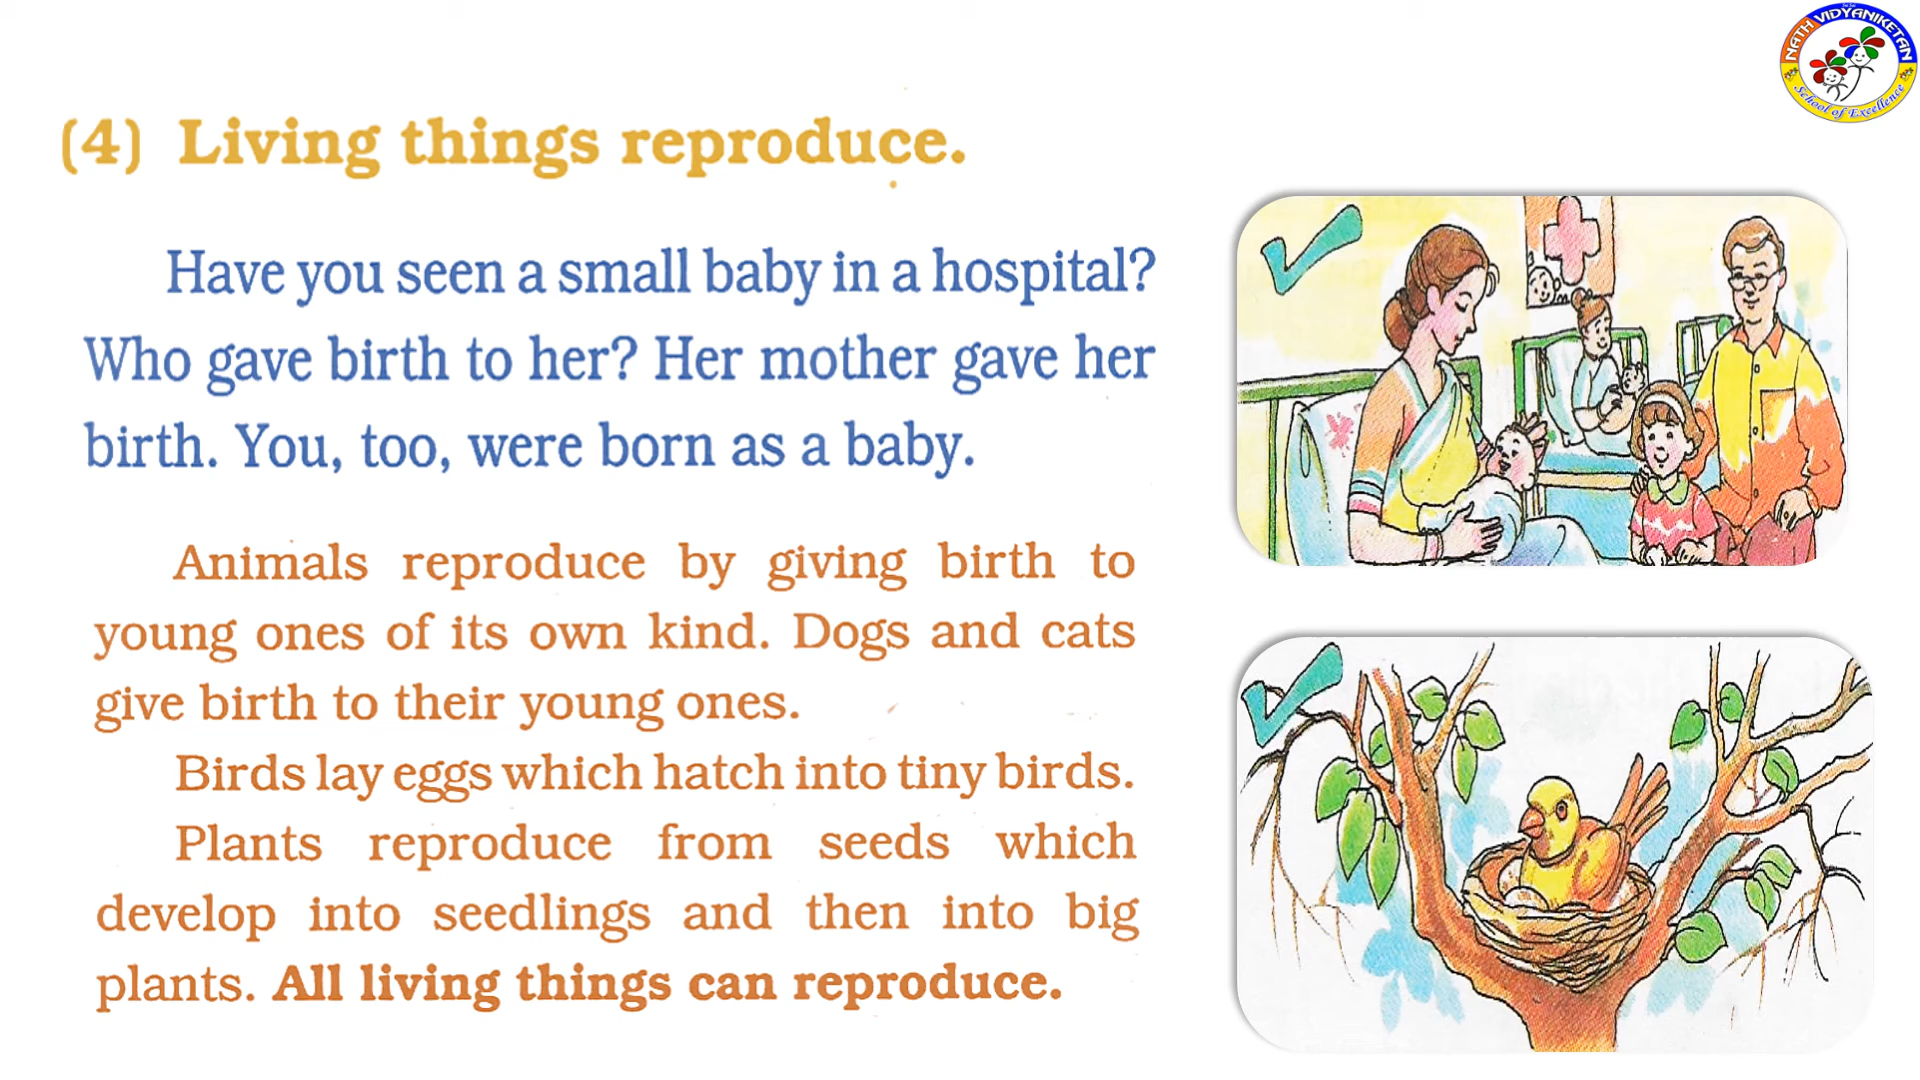 NATH VIDYANIKETAN
School of Excellence
(4) Living things reproduce.
Have you seen a small baby in a hospital?
Who gave birth to her? Her mother gave her
birth. You, too, were born as a baby.
Animals reproduce by giving birth to
young ones of its own kind. Dogs and cats
give birth to their young ones.
Birds lay eggs which hatch into tiny birds.
Plants reproduce from seeds which
develop into seedlings and then into big
plants. All living things can reproduce.